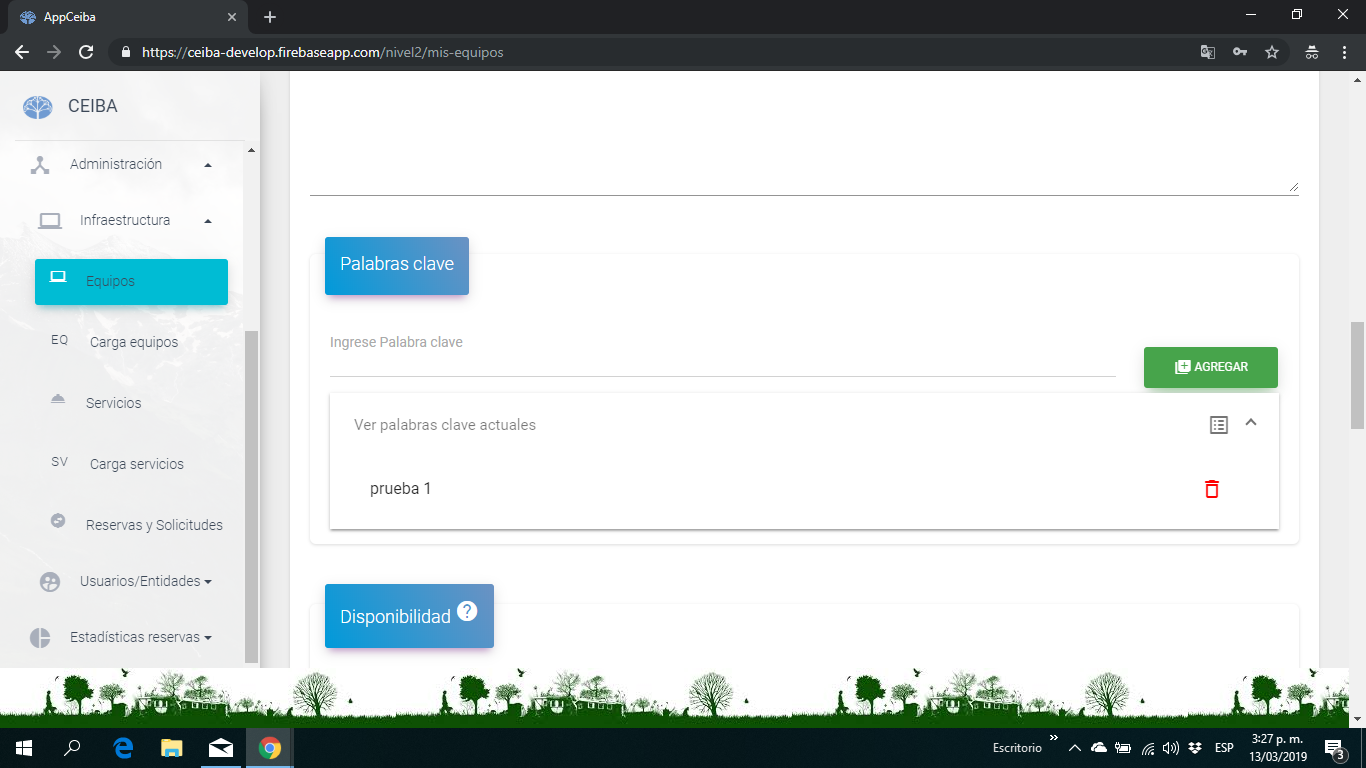 AppCeiba
https://ceiba-develop.firebaseapp.com/nivel2/mis-equipos
CEIBA
Administración
Infraestructura
Equipos
EQ Carga equipos
Servicios
SV Carga servicios
Reservas y Solicitudes
Usuarios/Entidades
Estadísticas reservas
Palabras clave
Ingrese Palabra clave
AGREGAR
Ver palabras clave actuales
prueba 1
Disponibilidad ?
Escritorio
ESP
3:27 p. m.
13/03/2019
3